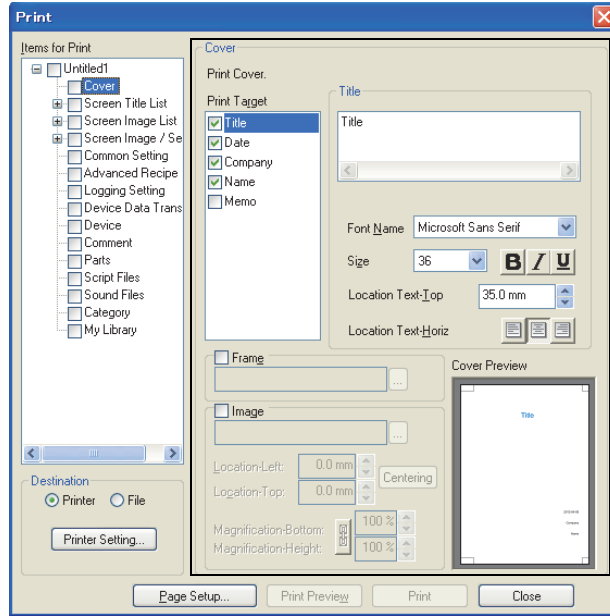 Print
Items for Print
Untitled1
Cover
Screen Title List
Screen Image List
Screen Image / Se
Common Setting
Advanced Recipe
Logging Setting
Device Data Trans
Device
Comment
Parts
Script Files
Sound Files
Category
My Library
Destination
Printer
File
Printer Setting...
Cover
Print Cover.
Print Target
Title
Date
Company
Name
Memo
Title
Title
Font Name
Microsoft Sans Serif
Size
36
B I U
Location Text-Top
35.0 mm
Location Text-Horiz
Frame
...
Image
...
Location-Left:
0.0 mm
Location-Top:
0.0 mm
Centering
Magnification-Bottom:
100 %
Magnification-Height:
100 %
Cover Preview
Title
Company
Name
Page Setup...
Print Preview
Print
Close